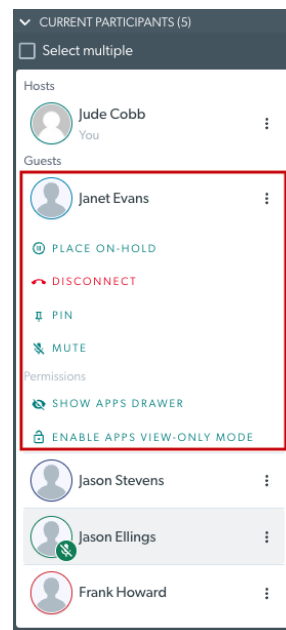 CURRENT PARTICIPANTS (5)
Select multiple
Hosts
Jude Cobb
You
Guests
Janet Evans
PLACE ON-HOLD
DISCONNECT
PIN
MUTE
Permissions
SHOW APPS DRAWER
ENABLE APPS VIEW-ONLY MODE
Jason Stevens
Jason Ellings
Frank Howard